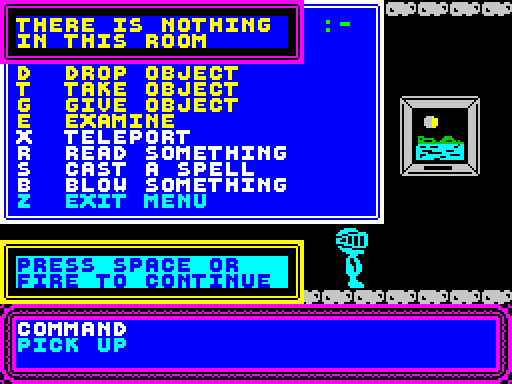 THERE IS NOTHING
IN THIS ROOM
:-
D DROP OBJECT
T TAKE OBJECT
G GIVE OBJECT
E EXAMINE
X TELEPORT
R READ SOMETHING
S CAST A SPELL
B BLOW SOMETHING
Z EXIT MENU
PRESS SPACE OR
FIRE TO CONTINUE
COMMAND
PICK UP